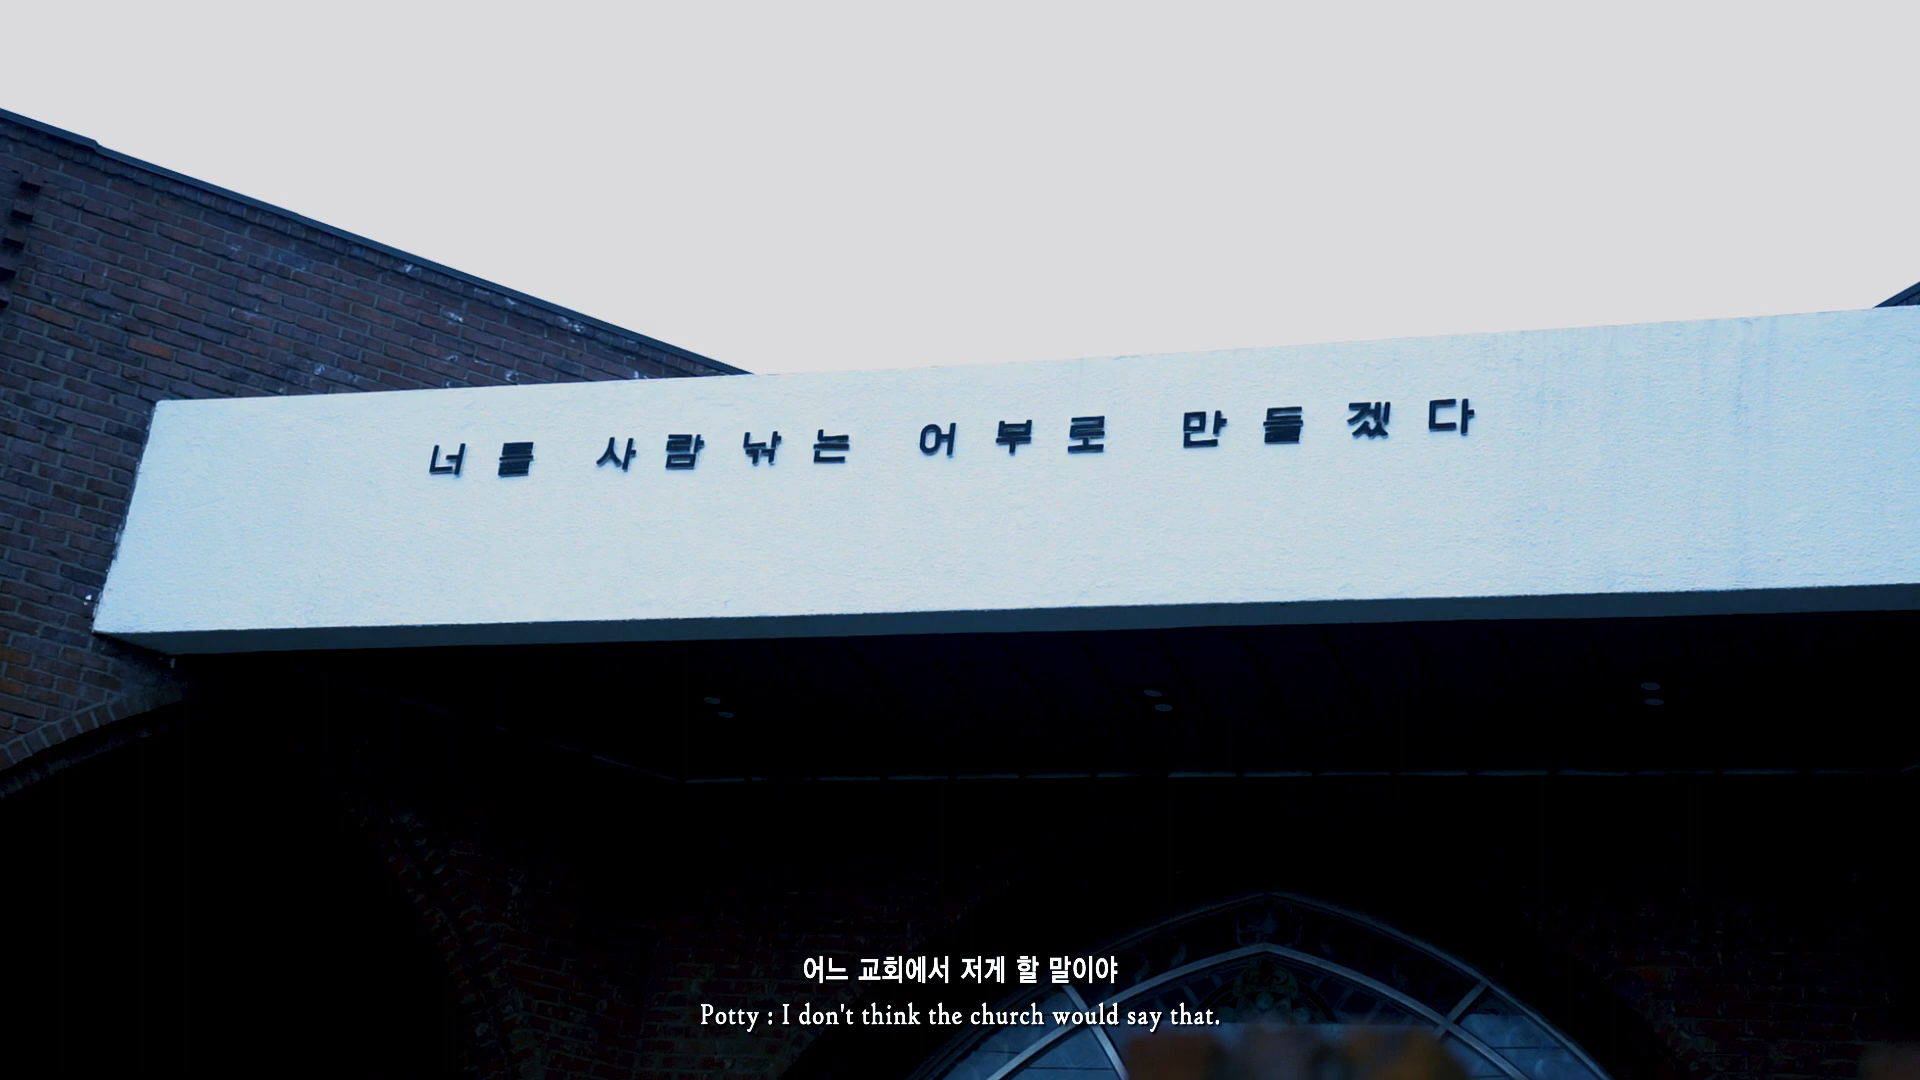 너를 사람 낚는 어부로 만들겠다
어느 교회에서 저게 할 말이야
Potty : I don't think the church would say that.